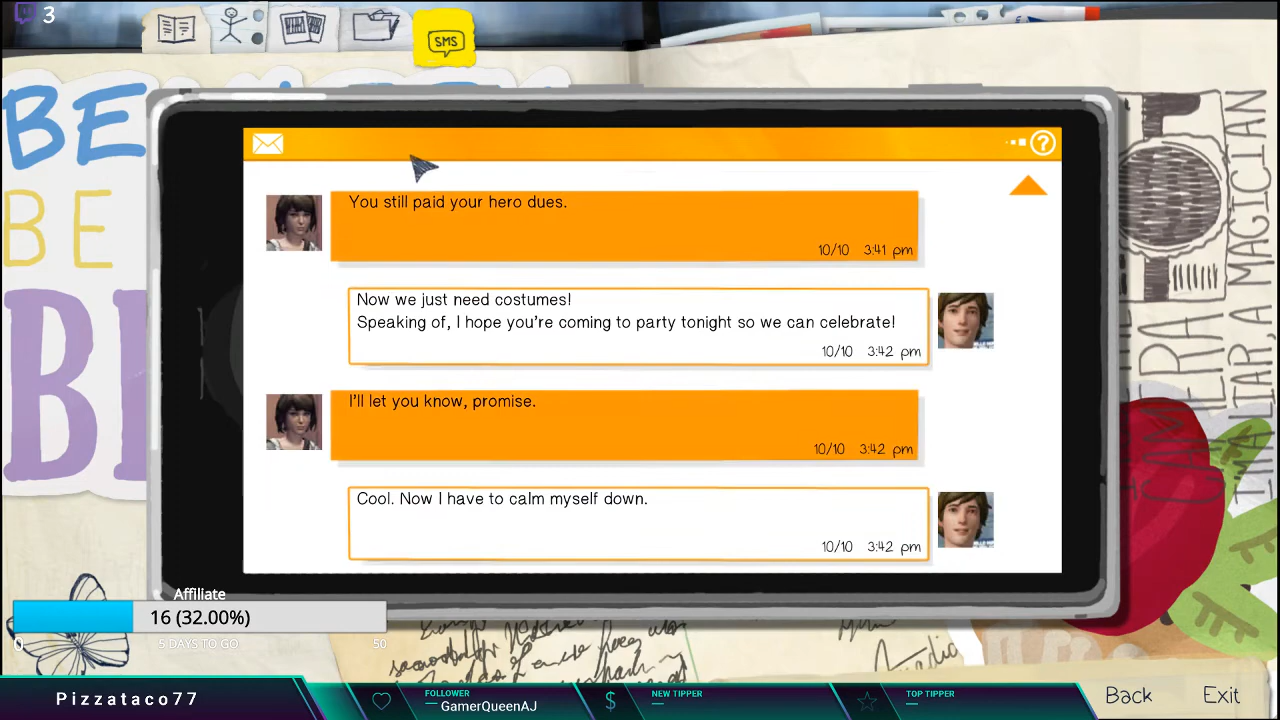 3
SMS
BE
BE
You still paid your hero dues.
10/10 3:41 pm
Now we just need costumes!
Speaking of, I hope you're coming to party tonight so we can celebrate!
10/10 3:42 pm
I'll let you know, promise.
10/10 3:42 pm
Cool. Now I have to calm myself down.
10/10 3:42 pm
Affiliate
16 (32.00%)
0
5 DAYS TO GO
50
Pizzataco77
FOLLOWER
GamerQueenAJ
NEW TIPPER
TOP TIPPER
Back
Exit